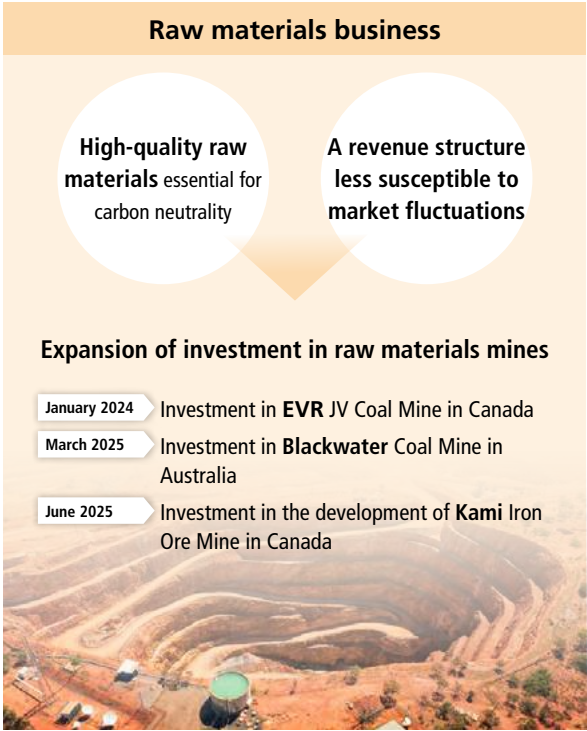 Raw materials business
High-quality raw
materials essential for
carbon neutrality
A revenue structure
less susceptible to
market fluctuations
Expansion of investment in raw materials mines
January 2024 Investment in EVR JV Coal Mine in Canada
March 2025 Investment in Blackwater Coal Mine in
Australia
June 2025 Investment in the development of Kami Iron
Ore Mine in Canada